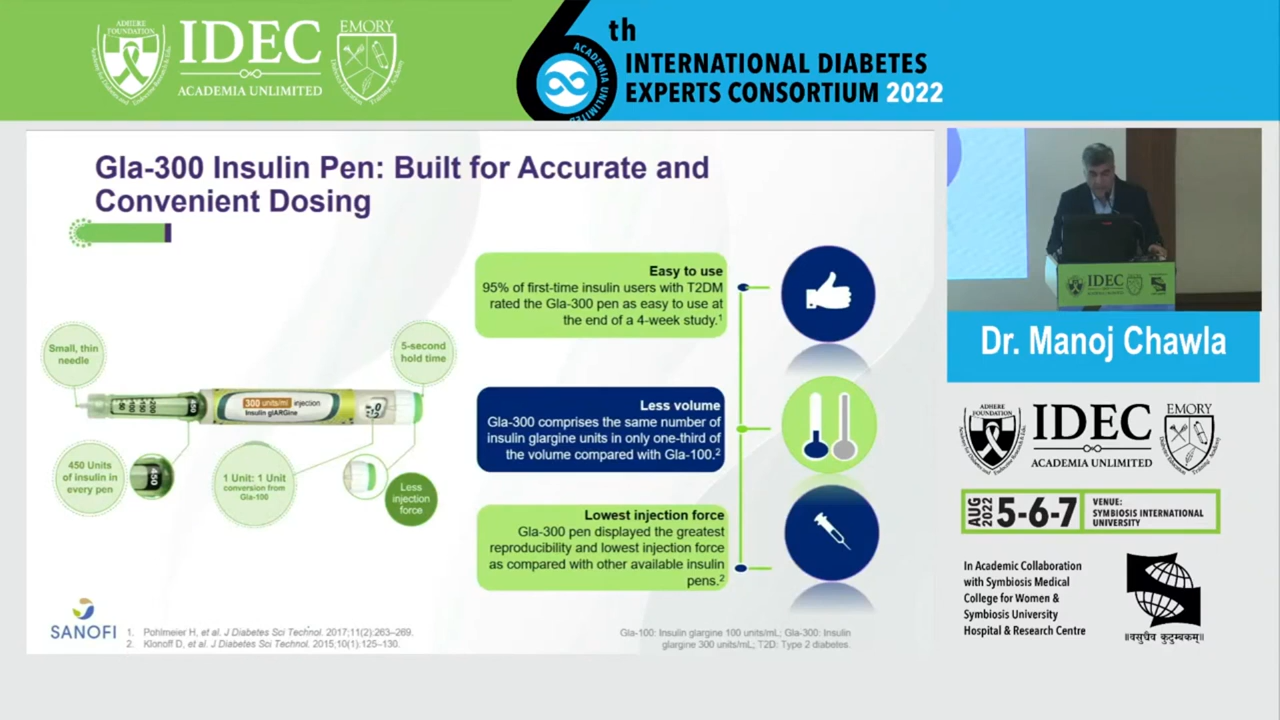 ADHERE
FOUNDATION
IDEC
ACADEMIA UNLIMITED
EMORY
6th
ACADEMIA UNLIMITED
INTERNATIONAL DIABETES
EXPERTS CONSORTIUM 2022
Gla-300 Insulin Pen: Built for Accurate and
Convenient Dosing
Small, thin
needle
5-second
hold time
300 units/ml injection
Insulin glARGine
450 Units
of insulin in
every pen
450
1 Unit: 1 Unit
conversion from
Gla-100
Less
injection
force
Easy to use
95% of first-time insulin users with T2DM
rated the Gla-300 pen as easy to use at
the end of a 4-week study.1
Less volume
Gla-300 comprises the same number of
insulin glargine units in only one-third of
the volume compared with Gla-100.2
Lowest injection force
Gla-300 pen displayed the greatest
reproducibility and lowest injection force
as compared with other available insulin
pens.2
SANOFI
1. Pohlmeier H, et al. J Diabetes Sci Technol. 2017;11(2):263–269.
2. Klonoff D, et al. J Diabetes Sci Technol. 2015;10(1):125–130.
Gla-100: Insulin glargine 100 units/mL; Gla-300: Insulin
glargine 300 units/mL; T2D: Type 2 diabetes.
IDEC
Dr. Manoj Chawla
ADHERE
FOUNDATION
IDEC
ACADEMIA UNLIMITED
EMORY
AUG
2022
5-6-7
VENUE:
SYMBIOSIS INTERNATIONAL
UNIVERSITY
In Academic Collaboration
with Symbiosis Medical
College for Women &
Symbiosis University
Hospital & Research Centre
॥वसुधैव कुटुम्बकम्॥